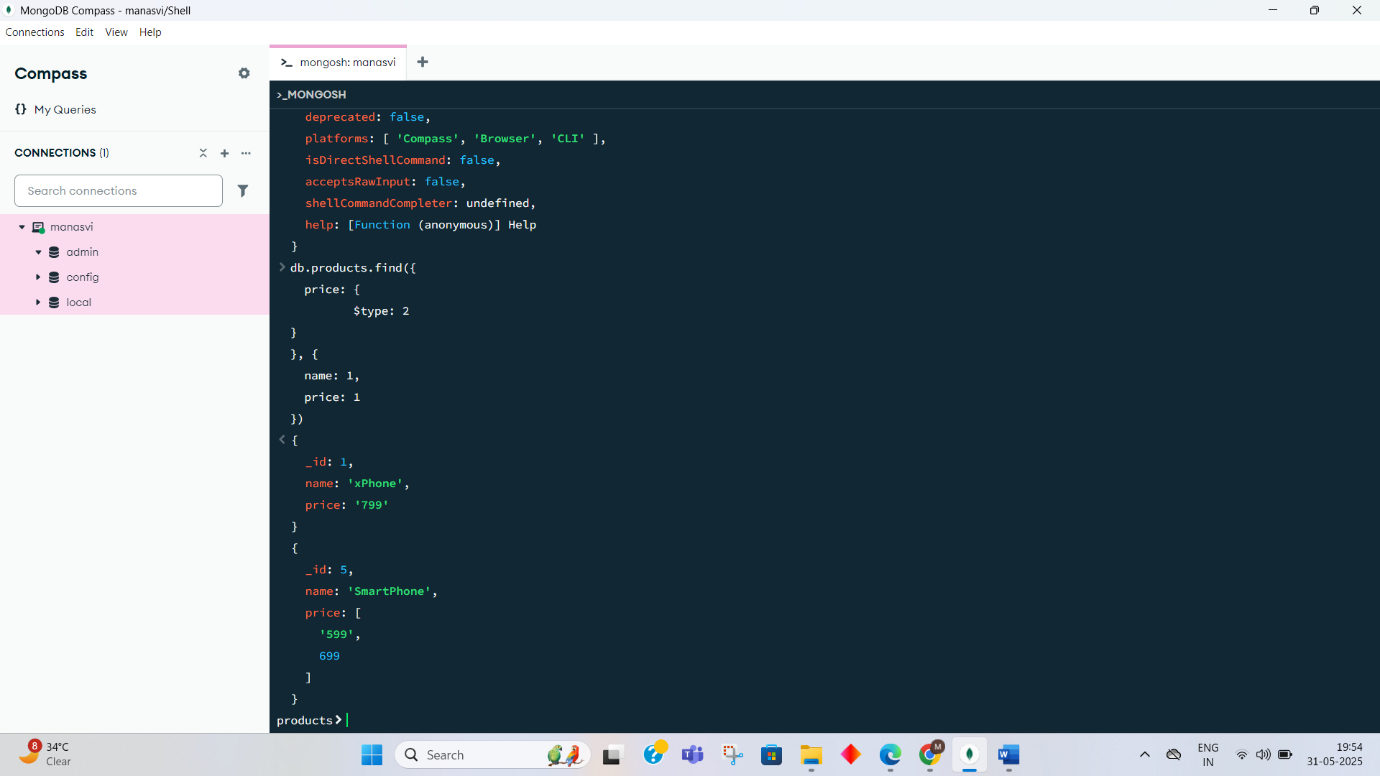 MongoDB Compass - manasvi/Shell
Connections Edit View Help
Compass
{} My Queries
CONNECTIONS (1)
Search connections
manasvi
admin
config
local
>_ mongosh: manasvi
>_MONGOSH
deprecated: false,
platforms: [ 'Compass', 'Browser', 'CLI' ],
isDirectShellCommand: false,
acceptsRawInput: false,
shellCommandCompleter: undefined,
help: [Function (anonymous)] Help
}
> db.products.find({
price: {
$type: 2
}
}, {
name: 1,
price: 1
})
< {
_id: 1,
name: 'xPhone',
price: '799'
}
{
_id: 5,
name: 'SmartPhone',
price: [
'599',
699
]
}
products>
8
34°C
Clear
Search
M
ENG
IN
19:54
31-05-2025